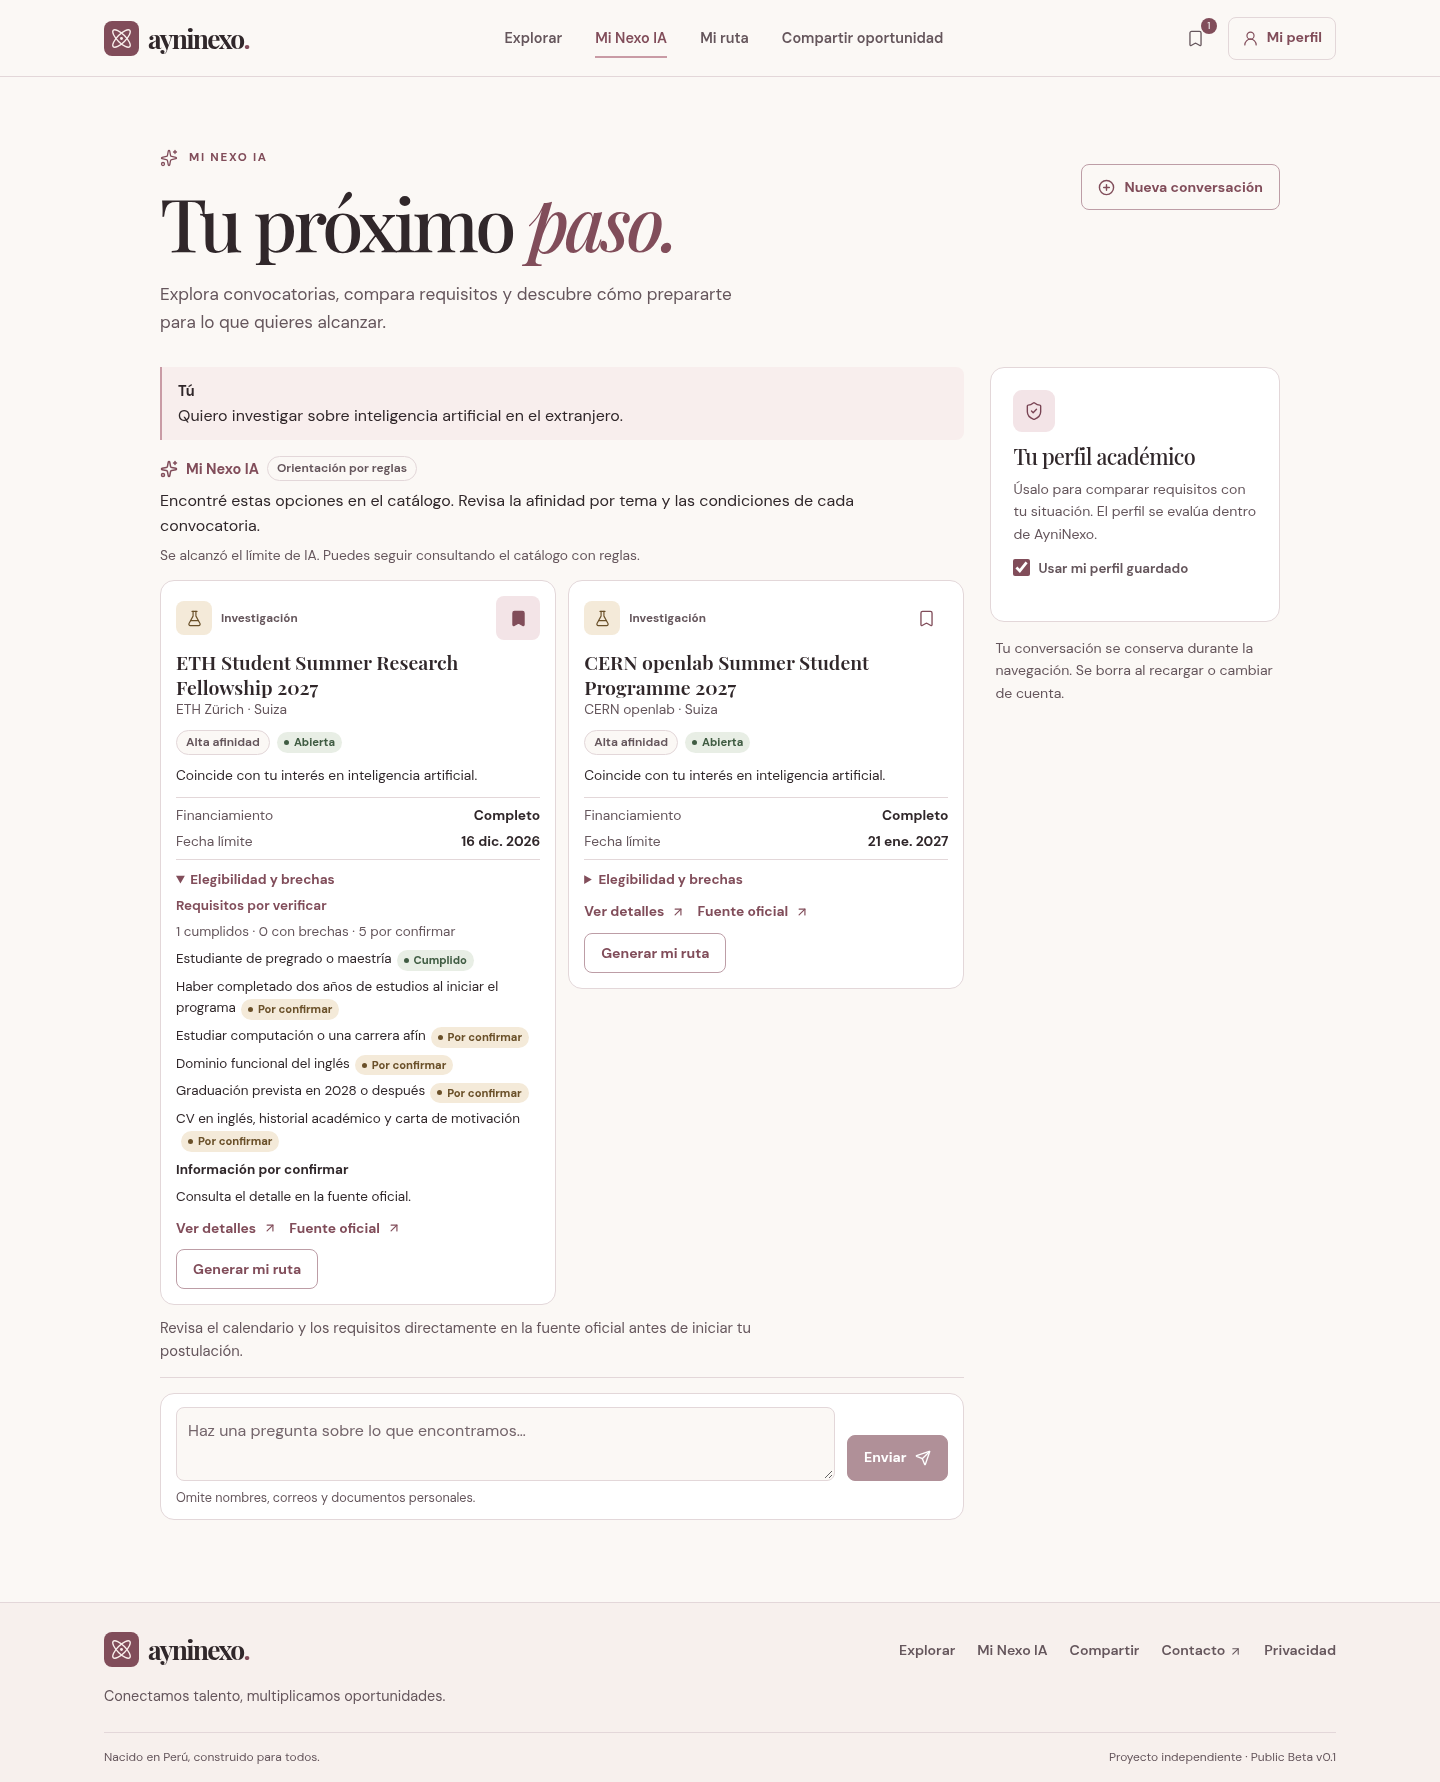 ayninexo.
Explorar
Mi Nexo IA
Mi ruta
Compartir oportunidad
1
Mi perfil
MI NEXO IA
Nueva conversación
Tu próximo paso.
Explora convocatorias, compara requisitos y descubre cómo prepararte
para lo que quieres alcanzar.
Tú
Quiero investigar sobre inteligencia artificial en el extranjero.
Mi Nexo IA
Orientación por reglas
Encontré estas opciones en el catálogo. Revisa la afinidad por tema y las condiciones de cada
convocatoria.
Se alcanzó el límite de IA. Puedes seguir consultando el catálogo con reglas.
Investigación
ETH Student Summer Research
Fellowship 2027
ETH Zürich · Suiza
Alta afinidad
Abierta
Coincide con tu interés en inteligencia artificial.
Financiamiento Completo
Fecha límite 16 dic. 2026
Elegibilidad y brechas
Requisitos por verificar
1 cumplidos · 0 con brechas · 5 por confirmar
Estudiante de pregrado o maestría Cumplido
Haber completado dos años de estudios al iniciar el
programa Por confirmar
Estudiar computación o una carrera afín Por confirmar
Dominio funcional del inglés Por confirmar
Graduación prevista en 2028 o después Por confirmar
CV en inglés, historial académico y carta de motivación
Por confirmar
Información por confirmar
Consulta el detalle en la fuente oficial.
Ver detalles Fuente oficial
Generar mi ruta
Investigación
CERN openlab Summer Student
Programme 2027
CERN openlab · Suiza
Alta afinidad
Abierta
Coincide con tu interés en inteligencia artificial.
Financiamiento Completo
Fecha límite 21 ene. 2027
Elegibilidad y brechas
Ver detalles Fuente oficial
Generar mi ruta
Revisa el calendario y los requisitos directamente en la fuente oficial antes de iniciar tu
postulación.
Haz una pregunta sobre lo que encontramos...
Enviar
Omite nombres, correos y documentos personales.
Tu perfil académico
Úsalo para comparar requisitos con
tu situación. El perfil se evalúa dentro
de AyniNexo.
Usar mi perfil guardado
Tu conversación se conserva durante la
navegación. Se borra al recargar o cambiar
de cuenta.
ayninexo.
Explorar
Mi Nexo IA
Compartir
Contacto
Privacidad
Conectamos talento, multiplicamos oportunidades.
Nacido en Perú, construido para todos.
Proyecto independiente · Public Beta v0.1